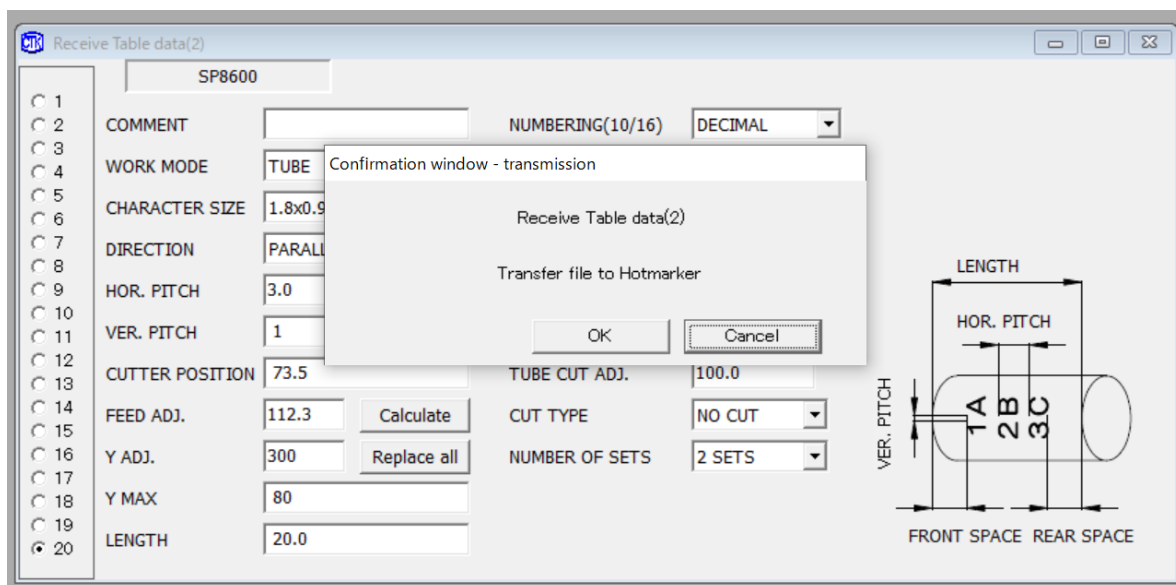 CTK Receive Table data(2)
SP8600
1
2
3
4
5
6
7
8
9
10
11
12
13
14
15
16
17
18
19
20
COMMENT
NUMBERING(10/16) DECIMAL
WORK MODE TUBE
CHARACTER SIZE 1.8x0.9
DIRECTION PARALL
HOR. PITCH 3.0
VER. PITCH 1
CUTTER POSITION 73.5
TUBE CUT ADJ. 100.0
FEED ADJ. 112.3 Calculate
CUT TYPE NO CUT
Y ADJ. 300 Replace all
NUMBER OF SETS 2 SETS
Y MAX 80
LENGTH 20.0
Confirmation window - transmission
Receive Table data(2)
Transfer file to Hotmarker
OK Cancel
LENGTH
HOR. PITCH
VER. PITCH
1A
2B
3C
FRONT SPACE REAR SPACE